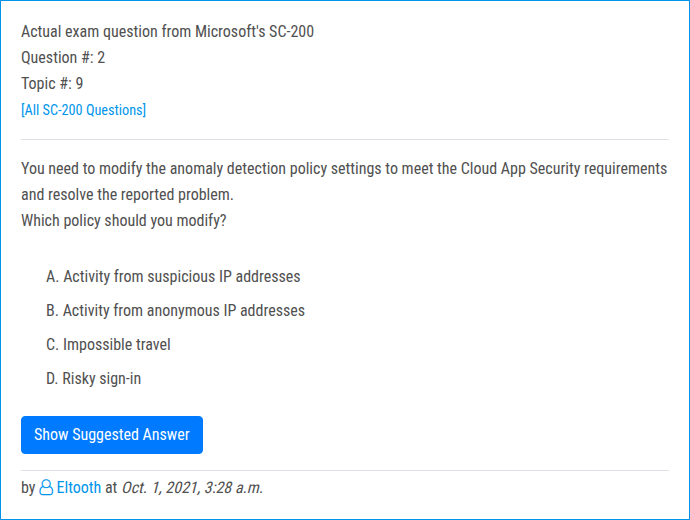 Actual exam question from Microsoft's SC-200
Question #: 2
Topic #: 9
[All SC-200 Questions]
You need to modify the anomaly detection policy settings to meet the Cloud App Security requirements
and resolve the reported problem.
Which policy should you modify?
A. Activity from suspicious IP addresses
B. Activity from anonymous IP addresses
C. Impossible travel
D. Risky sign-in
Show Suggested Answer
by Eltooth at Oct. 1, 2021, 3:28 a.m.